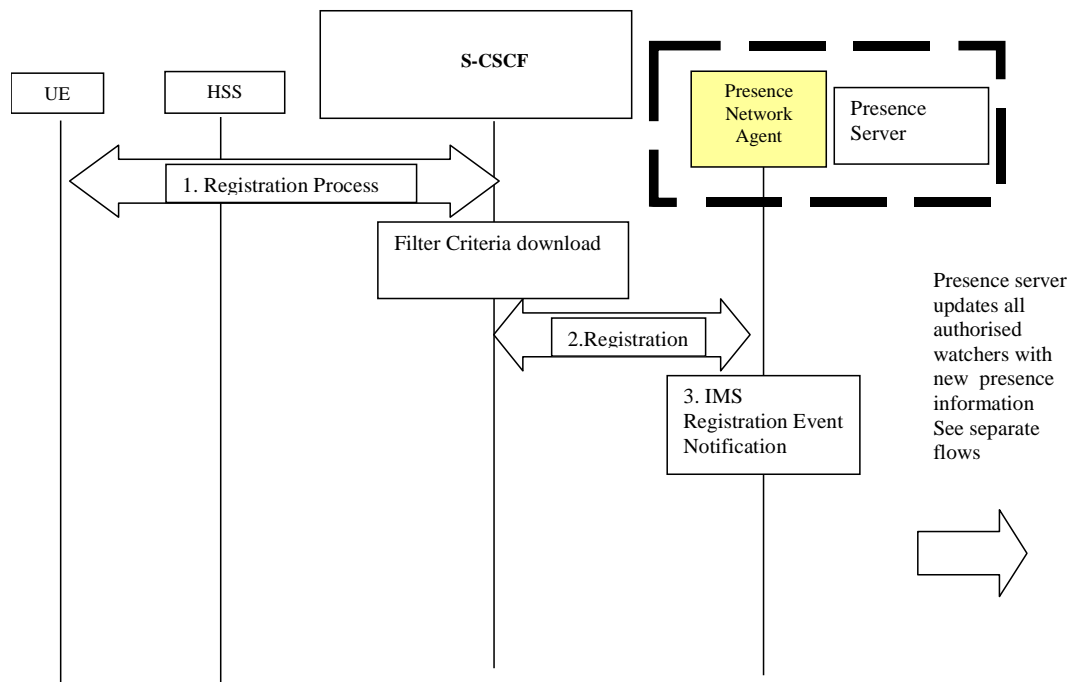 S-CSCF
UE
HSS
Presence
Network
Agent
Presence
Server
1. Registration Process
Filter Criteria download
2.Registration
3. IMS
Registration Event
Notification
Presence server
updates all
authorised
watchers with
new presence
information
See separate
flows